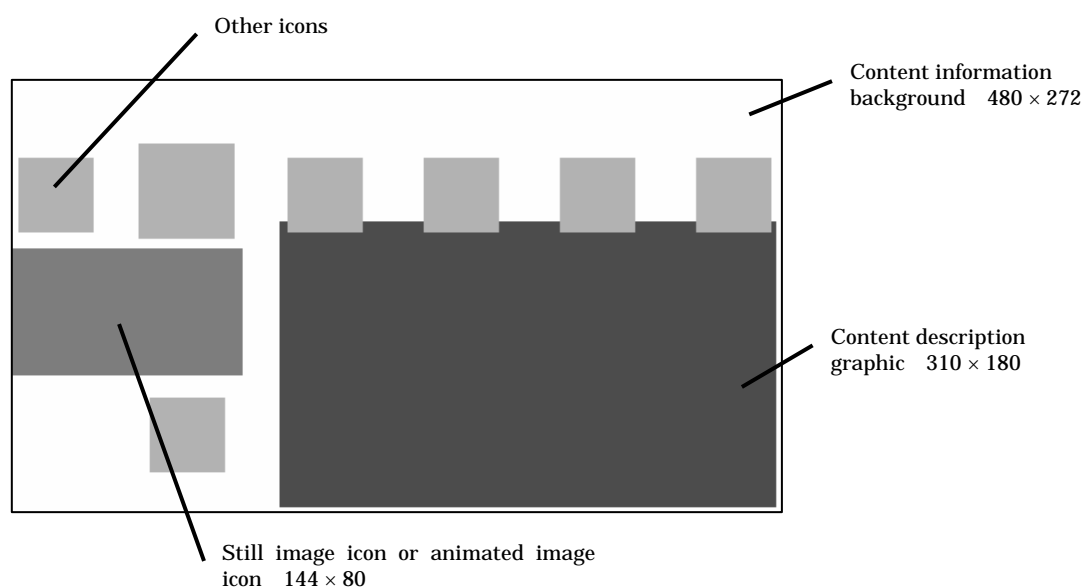 Other icons
Content information
background 480 × 272
Content description
graphic 310 × 180
Still image icon or animated image
icon 144 × 80